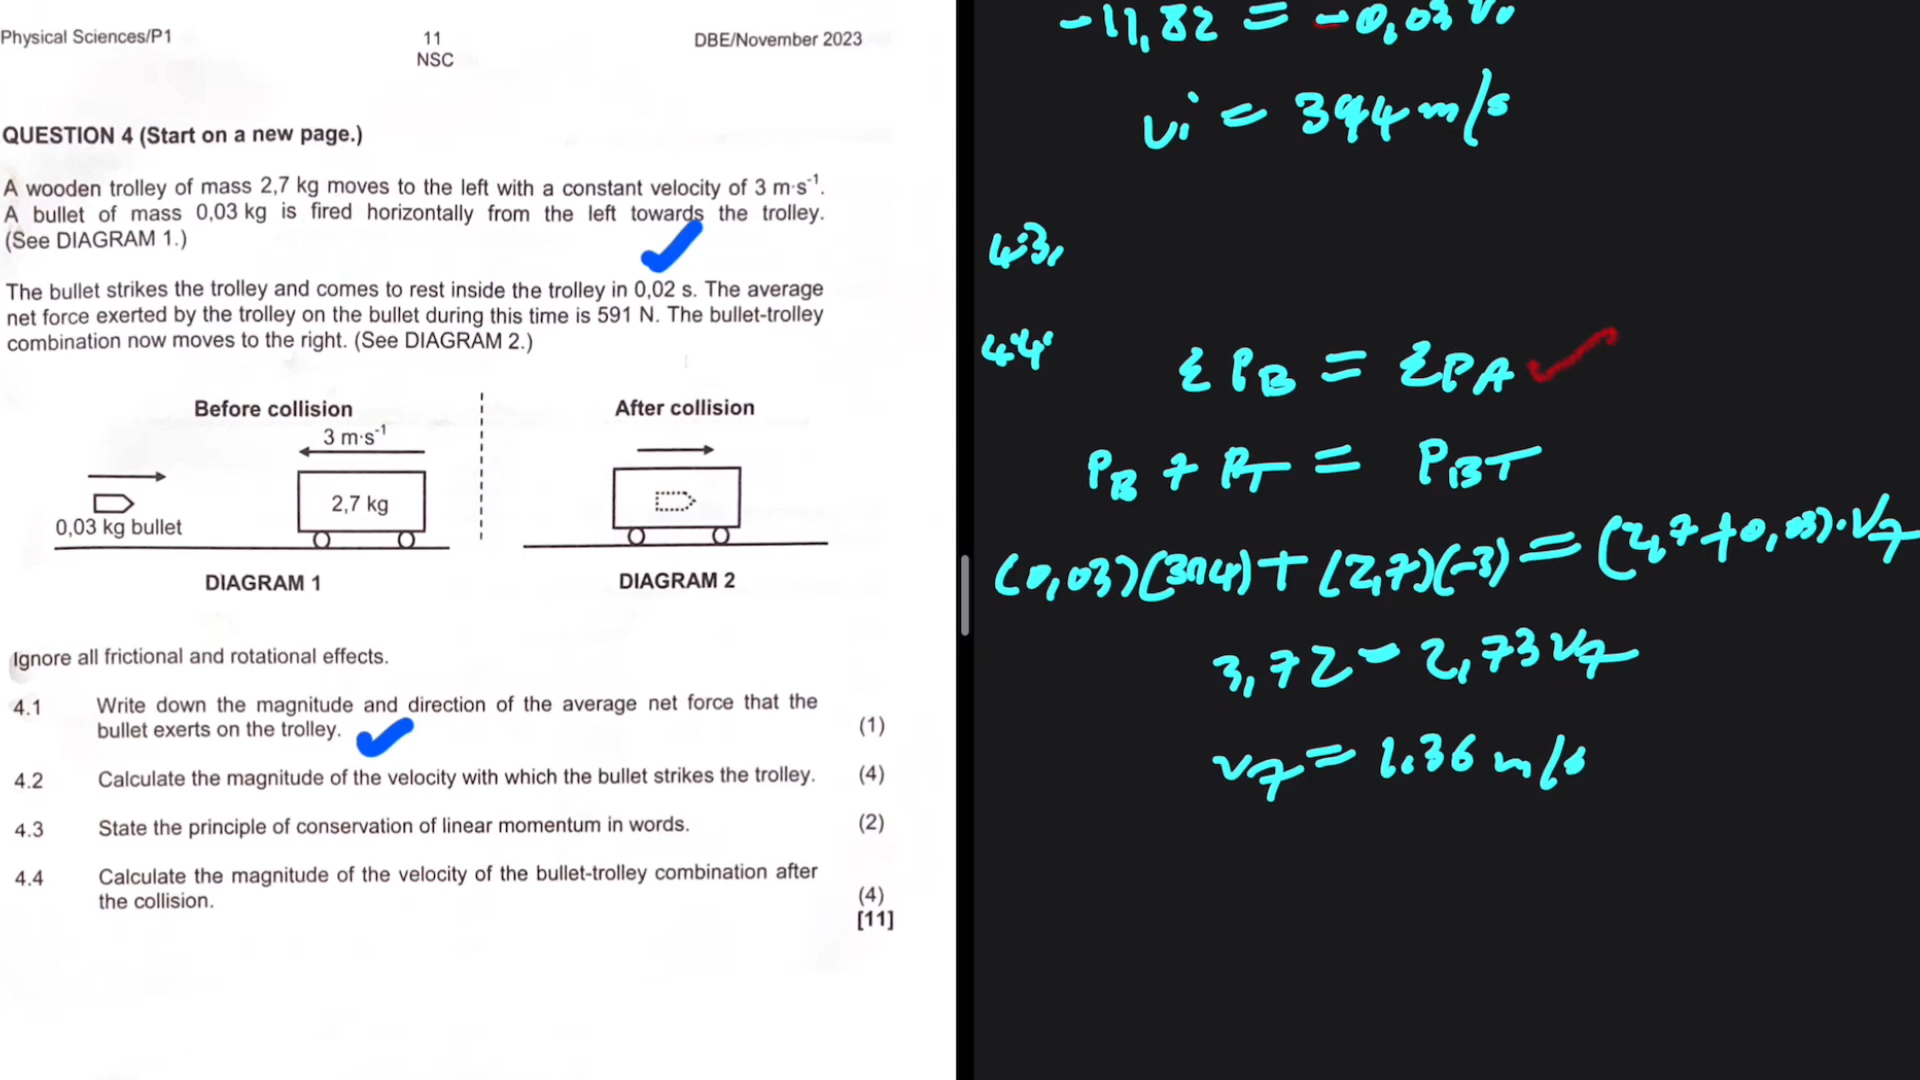 Physical Sciences/P1
11
NSC
DBE/November 2023
QUESTION 4 (Start on a new page.)
A wooden trolley of mass 2,7 kg moves to the left with a constant velocity of 3 m·s⁻¹.
A bullet of mass 0,03 kg is fired horizontally from the left towards the trolley.
(See DIAGRAM 1.)
The bullet strikes the trolley and comes to rest inside the trolley in 0,02 s. The average
net force exerted by the trolley on the bullet during this time is 591 N. The bullet-trolley
combination now moves to the right. (See DIAGRAM 2.)
Before collision
3 m·s⁻¹
2,7 kg
0,03 kg bullet
DIAGRAM 1
After collision
DIAGRAM 2
Ignore all frictional and rotational effects.
4.1 Write down the magnitude and direction of the average net force that the
bullet exerts on the trolley. (1)
4.2 Calculate the magnitude of the velocity with which the bullet strikes the trolley. (4)
4.3 State the principle of conservation of linear momentum in words. (2)
4.4 Calculate the magnitude of the velocity of the bullet-trolley combination after
the collision. (4)
[11]
-11,82 = -0,03 vi
vi = 394 m/s
4.3,
4.4
ΣPB = ΣPA
PB + PT = PBT
(0,03)(394) + (2,7)(-3) = (2,7+0,03)·Vf
3,72 = 2,73 Vf
Vf = 1.36 m/s